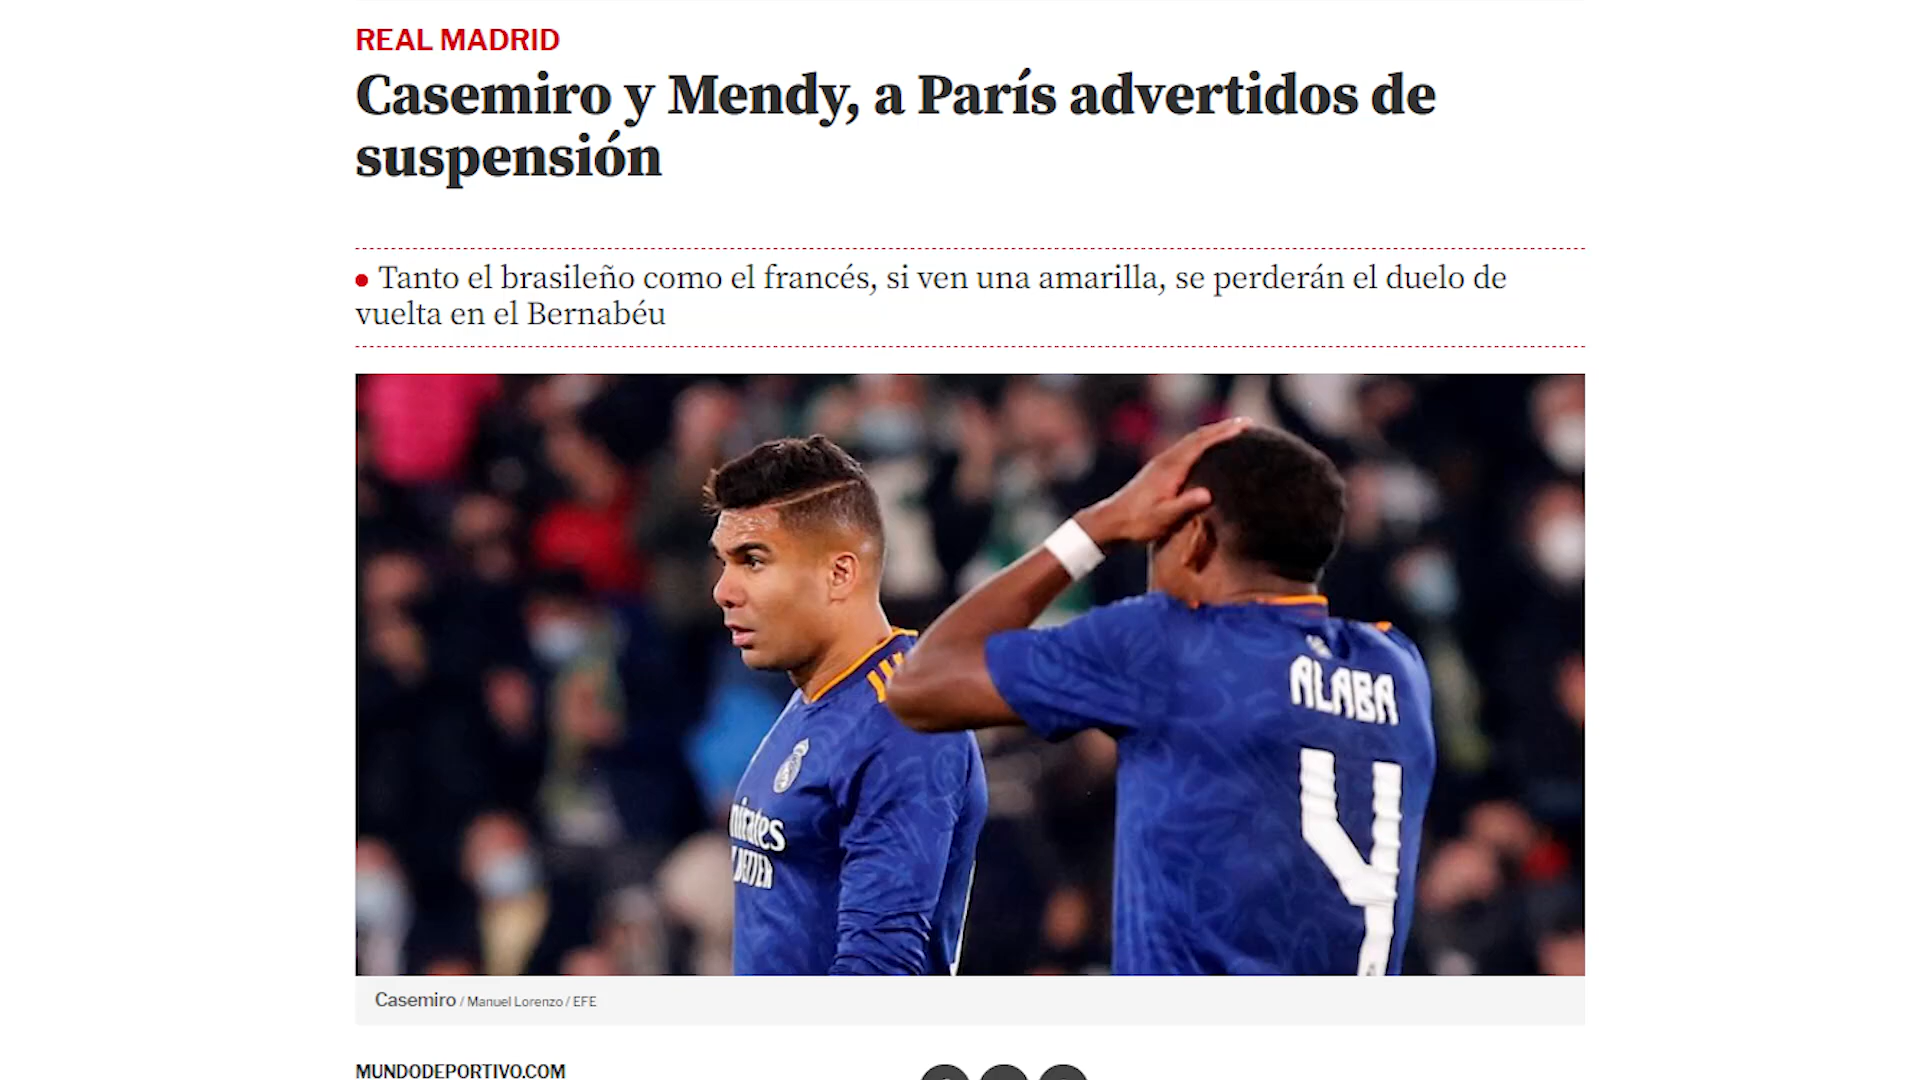 REAL MADRID
Casemiro y Mendy, a París advertidos de
suspensión
Tanto el brasileño como el francés, si ven una amarilla, se perderán el duelo de
vuelta en el Bernabéu
ALABA
4
Casemiro / Manuel Lorenzo / EFE
MUNDODEPORTIVO.COM